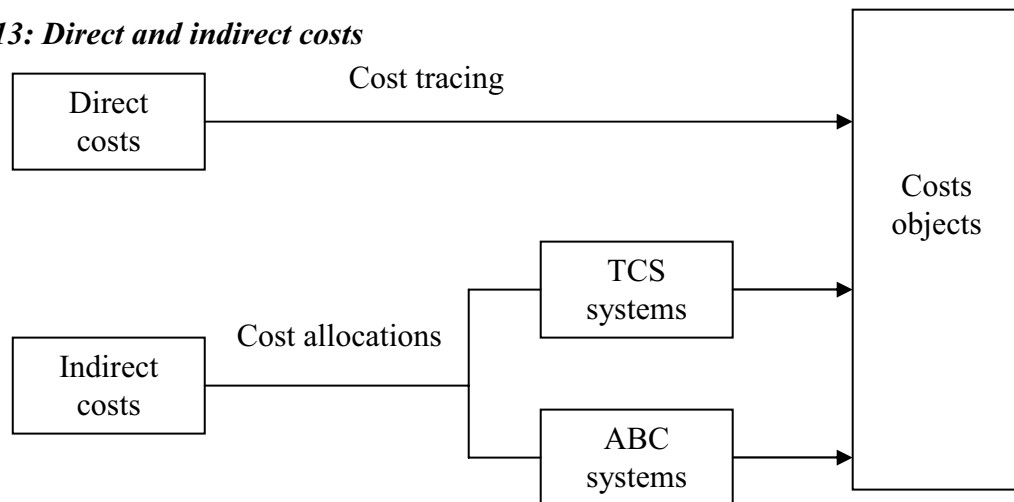 13: Direct and indirect costs
Cost tracing
Direct
costs
Costs
objects
TCS
systems
Cost allocations
Indirect
costs
ABC
systems